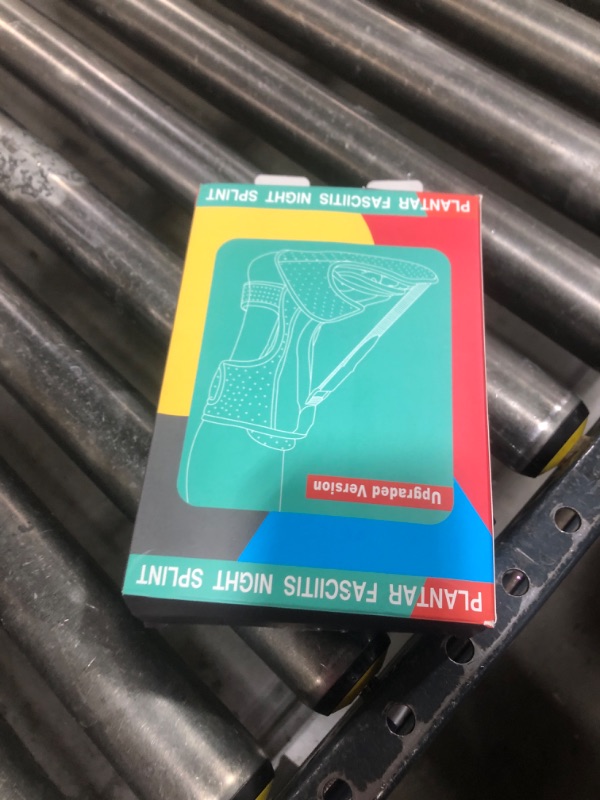 PLANTAR FASCIITIS NIGHT SPLINT
Upgraded Version
PLANTAR FASCIITIS NIGHT SPLINT